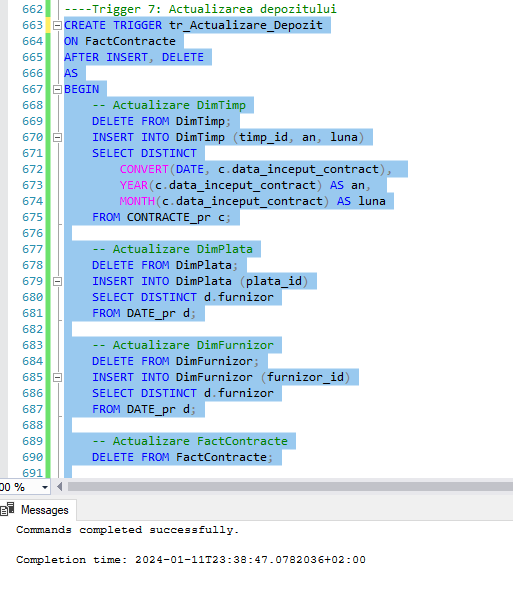 662 ----Trigger 7: Actualizarea depozitului
663 CREATE TRIGGER tr_Actualizare_Depozit
664 ON FactContracte
665 AFTER INSERT, DELETE
666 AS
667 BEGIN
668 -- Actualizare DimTimp
669 DELETE FROM DimTimp;
670 INSERT INTO DimTimp (timp_id, an, luna)
671 SELECT DISTINCT
672 CONVERT(DATE, c.data_inceput_contract),
673 YEAR(c.data_inceput_contract) AS an,
674 MONTH(c.data_inceput_contract) AS luna
675 FROM CONTRACTE_pr c;
676
677 -- Actualizare DimPlata
678 DELETE FROM DimPlata;
679 INSERT INTO DimPlata (plata_id)
680 SELECT DISTINCT d.furnizor
681 FROM DATE_pr d;
682
683 -- Actualizare DimFurnizor
684 DELETE FROM DimFurnizor;
685 INSERT INTO DimFurnizor (furnizor_id)
686 SELECT DISTINCT d.furnizor
687 FROM DATE_pr d;
688
689 -- Actualizare FactContracte
690 DELETE FROM FactContracte;
691
00 %
Messages
Commands completed successfully.
Completion time: 2024-01-11T23:38:47.0782036+02:00